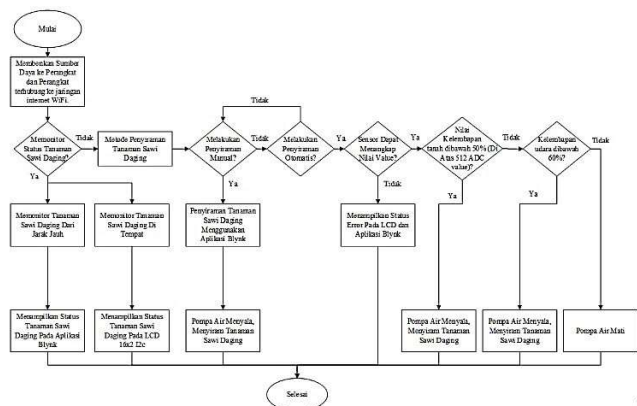 Mulai
Memberikan Sumber
Daya ke Perangkat
dan Perangkat
terhubung ke jaringan
internet WiFi.
Memonitor
Status Tanaman
Sawi Daging?
Tidak
Ya
Metode Penyiraman
Tanaman Sawi
Daging
Tidak
Melakukan
Penyiraman
Manual?
Tidak
Ya
Melakukan
Penyiraman
Otomatis?
Ya
Sensor Dapat
Menangkap
Nilai Value?
Ya
Tidak
Nilai
Kelembapan
tanah dibawah 50% (Di
Atas 512 ADC
value)?
Tidak
Ya
Kelembapan
udara dibawah
60%?
Tidak
Ya
Memonitor Tanaman
Sawi Daging Dari
Jarak Jauh
Memonitor Tanaman
Sawi Daging Di
Tempat
Penyiraman Tanaman
Sawi Daging
Menggunakan
Aplikasi Blynk
Menampilkan Status
Error Pada LCD dan
Aplikasi Blynk
Menampilkan Status
Tanaman Sawi
Daging Pada Aplikasi
Blynk
Menampilkan Status
Tanaman Sawi
Daging Pada LCD
16x2 I2c
Pompa Air Menyala,
Menyiram Tanaman
Sawi Daging
Pompa Air Menyala,
Menyiram Tanaman
Sawi Daging
Pompa Air Menyala,
Menyiram Tanaman
Sawi Daging
Pompa Air Mati
Selesai